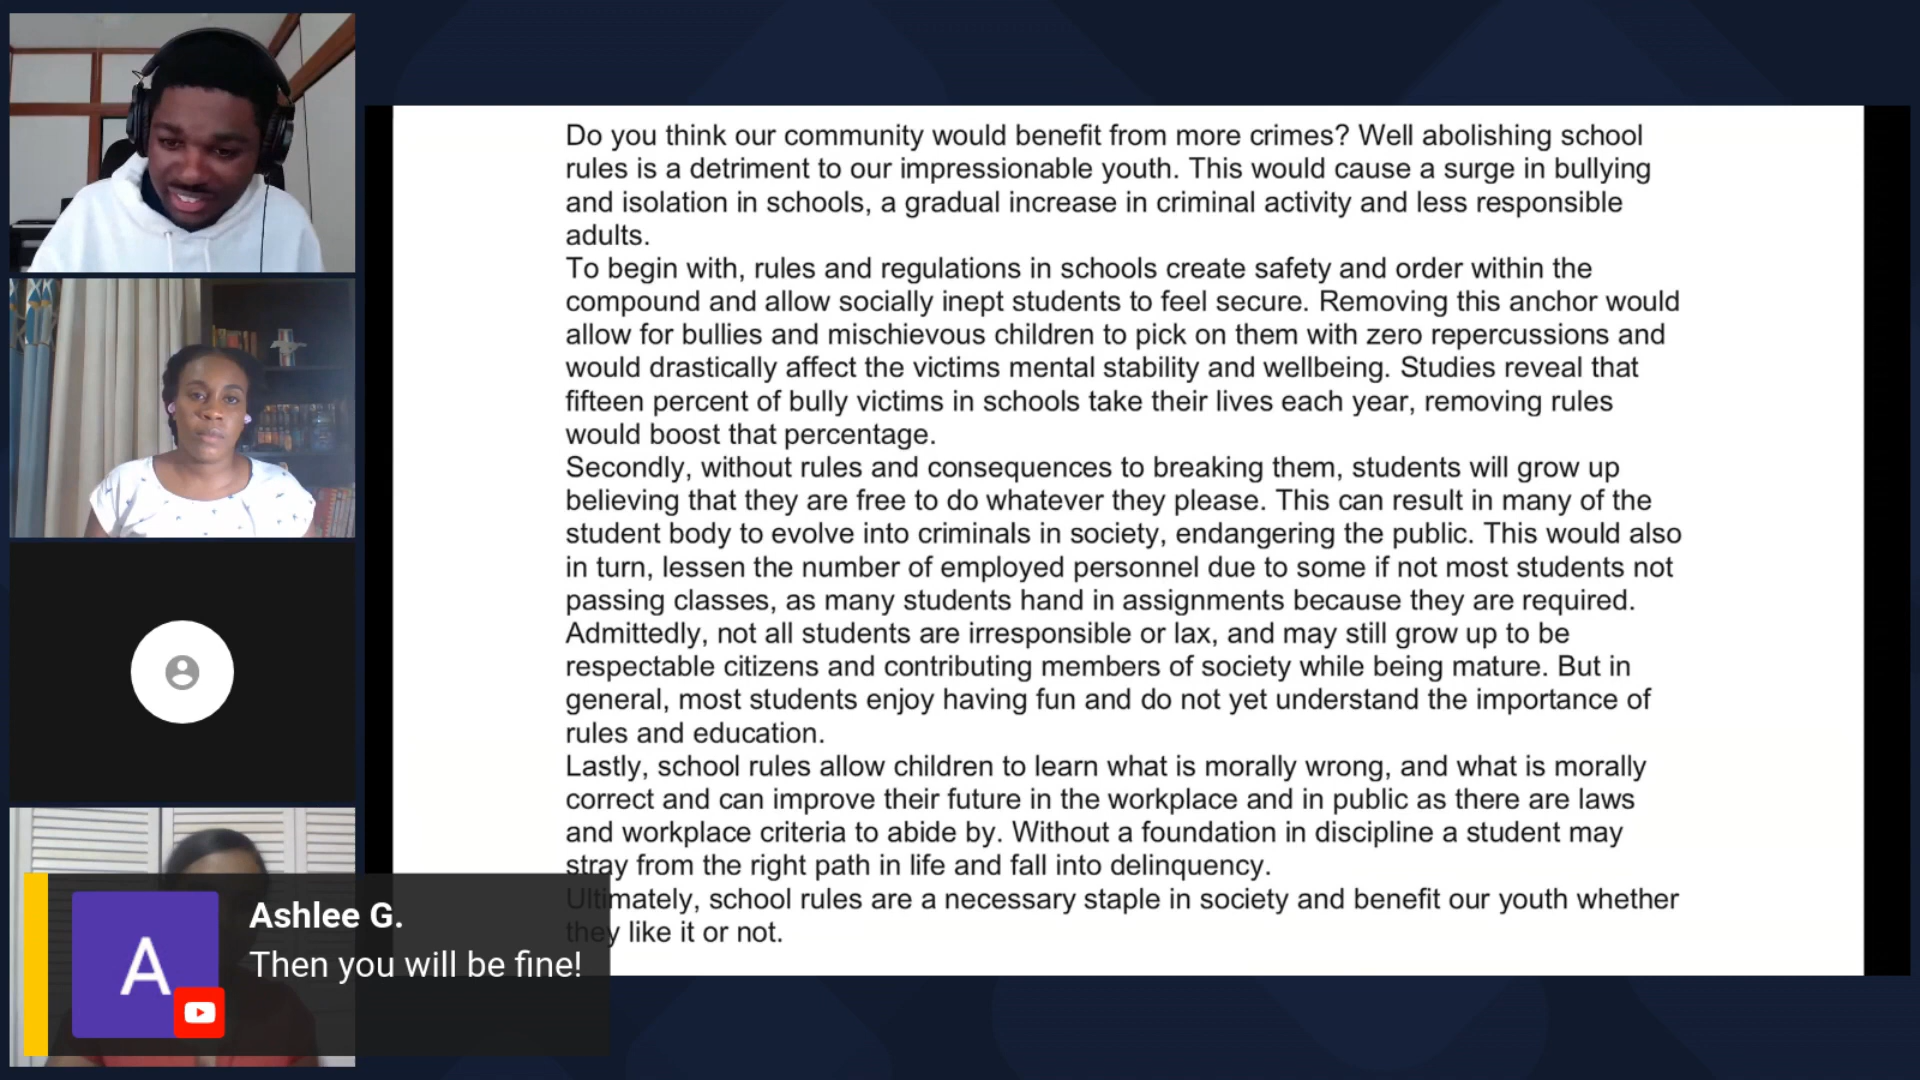 Do you think our community would benefit from more crimes? Well abolishing school
rules is a detriment to our impressionable youth. This would cause a surge in bullying
and isolation in schools, a gradual increase in criminal activity and less responsible
adults.
To begin with, rules and regulations in schools create safety and order within the
compound and allow socially inept students to feel secure. Removing this anchor would
allow for bullies and mischievous children to pick on them with zero repercussions and
would drastically affect the victims mental stability and wellbeing. Studies reveal that
fifteen percent of bully victims in schools take their lives each year, removing rules
would boost that percentage.
Secondly, without rules and consequences to breaking them, students will grow up
believing that they are free to do whatever they please. This can result in many of the
student body to evolve into criminals in society, endangering the public. This would also
in turn, lessen the number of employed personnel due to some if not most students not
passing classes, as many students hand in assignments because they are required.
Admittedly, not all students are irresponsible or lax, and may still grow up to be
respectable citizens and contributing members of society while being mature. But in
general, most students enjoy having fun and do not yet understand the importance of
rules and education.
Lastly, school rules allow children to learn what is morally wrong, and what is morally
correct and can improve their future in the workplace and in public as there are laws
and workplace criteria to abide by. Without a foundation in discipline a student may
stray from the right path in life and fall into delinquency.
Ultimately, school rules are a necessary staple in society and benefit our youth whether
they like it or not.
A
Ashlee G.
Then you will be fine!